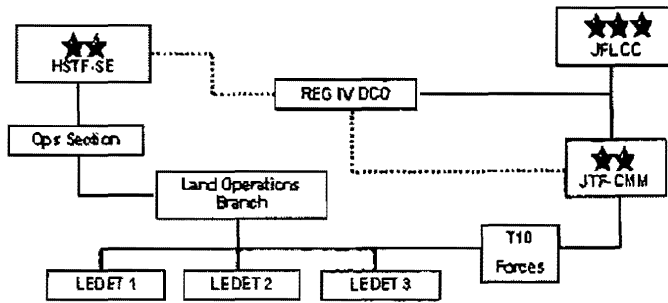 HSTF-SE
JFLCC
REG IV DCO
Ops Section
Land Operations
Branch
JTF-CMM
T10
Forces
LEDET 1
LEDET 2
LEDET 3